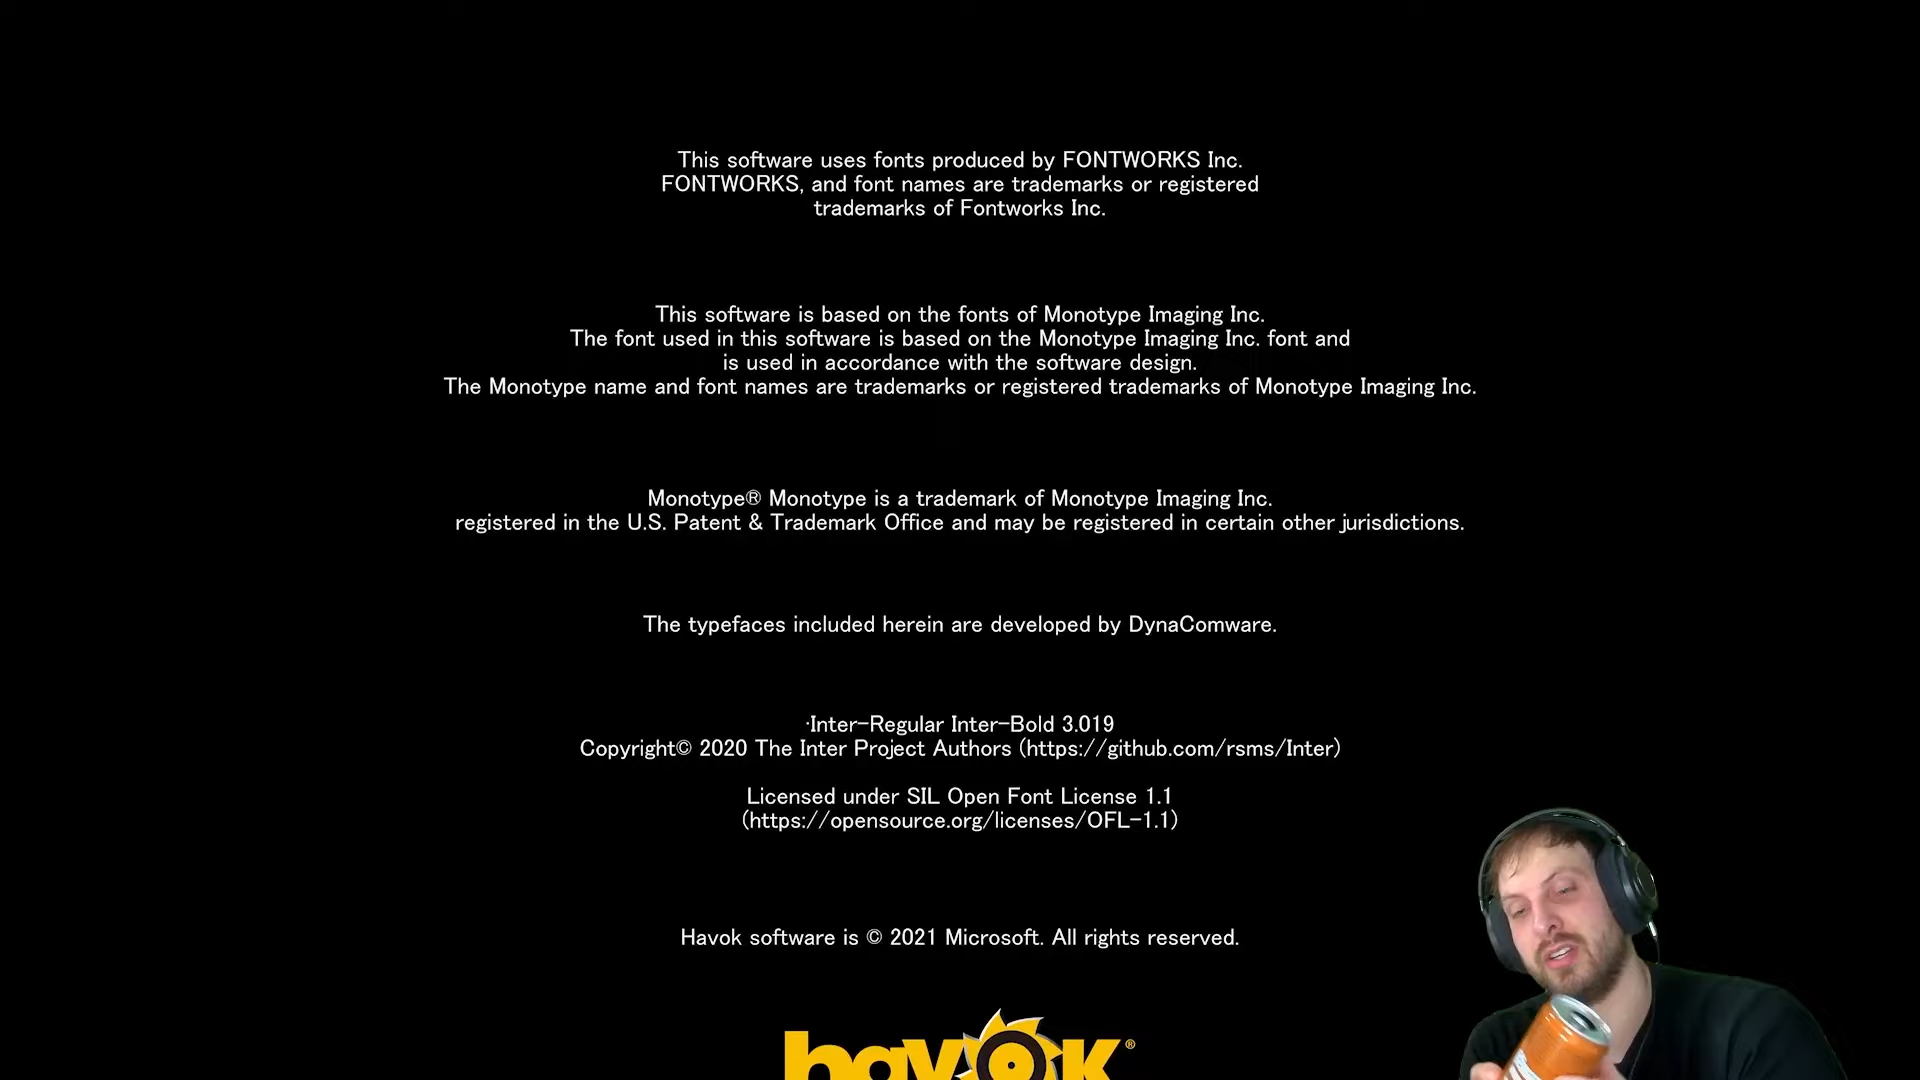 This software uses fonts produced by FONTWORKS Inc.
FONTWORKS, and font names are trademarks or registered
trademarks of Fontworks Inc.
This software is based on the fonts of Monotype Imaging Inc.
The font used in this software is based on the Monotype Imaging Inc. font and
is used in accordance with the software design.
The Monotype name and font names are trademarks or registered trademarks of Monotype Imaging Inc.
Monotype® Monotype is a trademark of Monotype Imaging Inc.
registered in the U.S. Patent & Trademark Office and may be registered in certain other jurisdictions.
The typefaces included herein are developed by DynaComware.
·Inter-Regular Inter-Bold 3.019
Copyright© 2020 The Inter Project Authors (https://github.com/rsms/Inter)
Licensed under SIL Open Font License 1.1
(https://opensource.org/licenses/OFL-1.1)
Havok software is © 2021 Microsoft. All rights reserved.
havok®